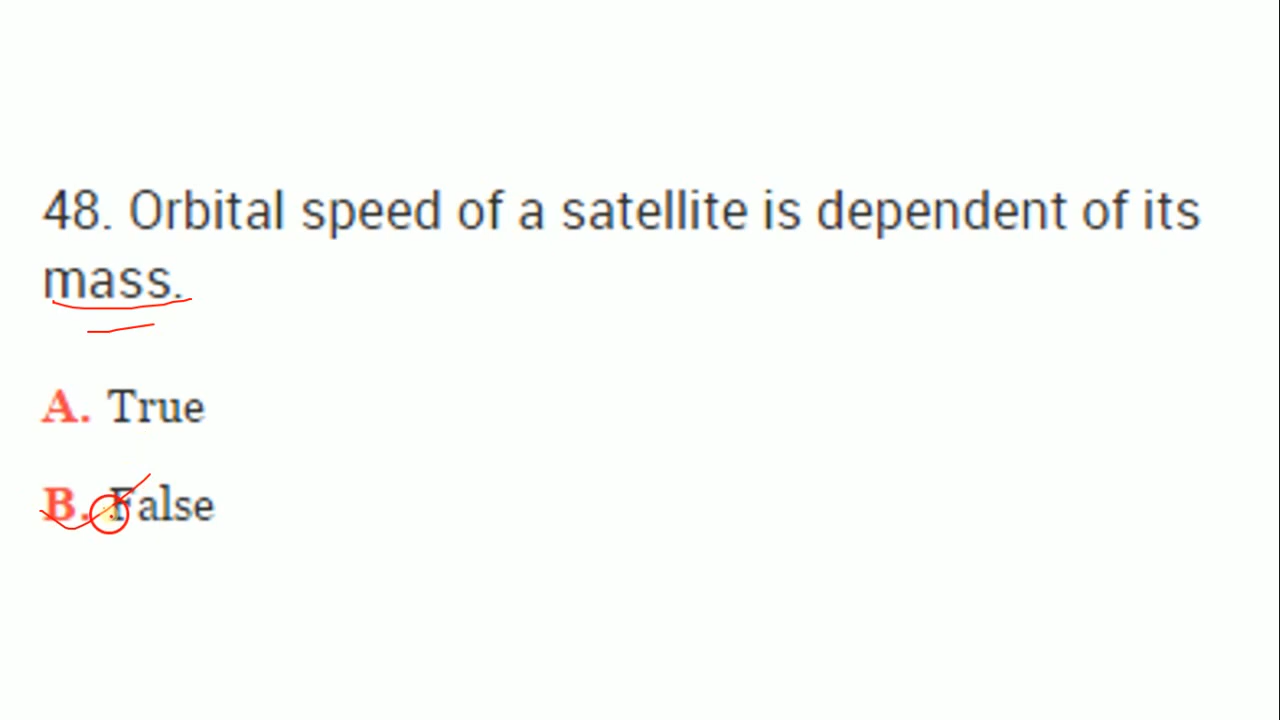 48. Orbital speed of a satellite is dependent of its
mass.
A. True
B. False